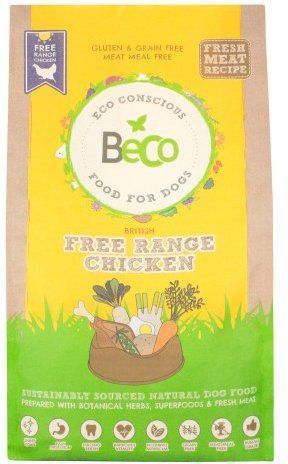 FREE
RANGE
CHICKEN
GLUTEN & GRAIN FREE
MEAT MEAL FREE
FRESH
MEAT
RECIPE
ECO CONSCIOUS
BeCo
FOOD FOR DOGS
BRITISH
FREE RANGE
CHICKEN
SUSTAINABLY SOURCED NATURAL DOG FOOD
PREPARED WITH BOTANICAL HERBS, SUPERFOODS & FRESH MEAT